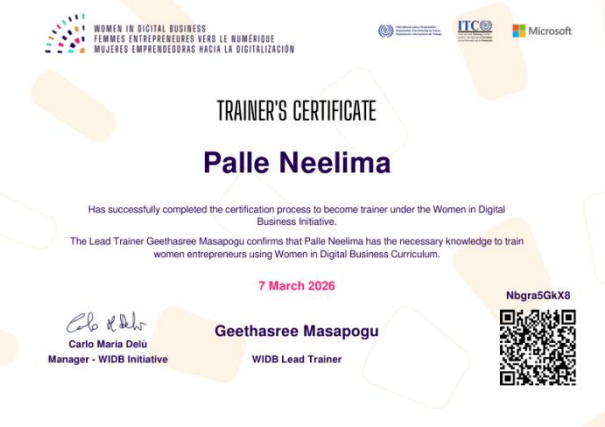 WOMEN IN DIGITAL BUSINESS
FEMMES ENTREPRENEURES VERS LE NUMÉRIQUE
MUJERES EMPRENDEDORAS HACIA LA DIGITALIZACIÓN
ITC
Microsoft
TRAINER'S CERTIFICATE
Palle Neelima
Has successfully completed the certification process to become trainer under the Women in Digital
Business Initiative.
The Lead Trainer Geethasree Masapogu confirms that Palle Neelima has the necessary knowledge to train
women entrepreneurs using Women in Digital Business Curriculum.
7 March 2026
Nbgra5GkX8
Carlo Maria Delù
Manager - WIDB Initiative
Geethasree Masapogu
WIDB Lead Trainer